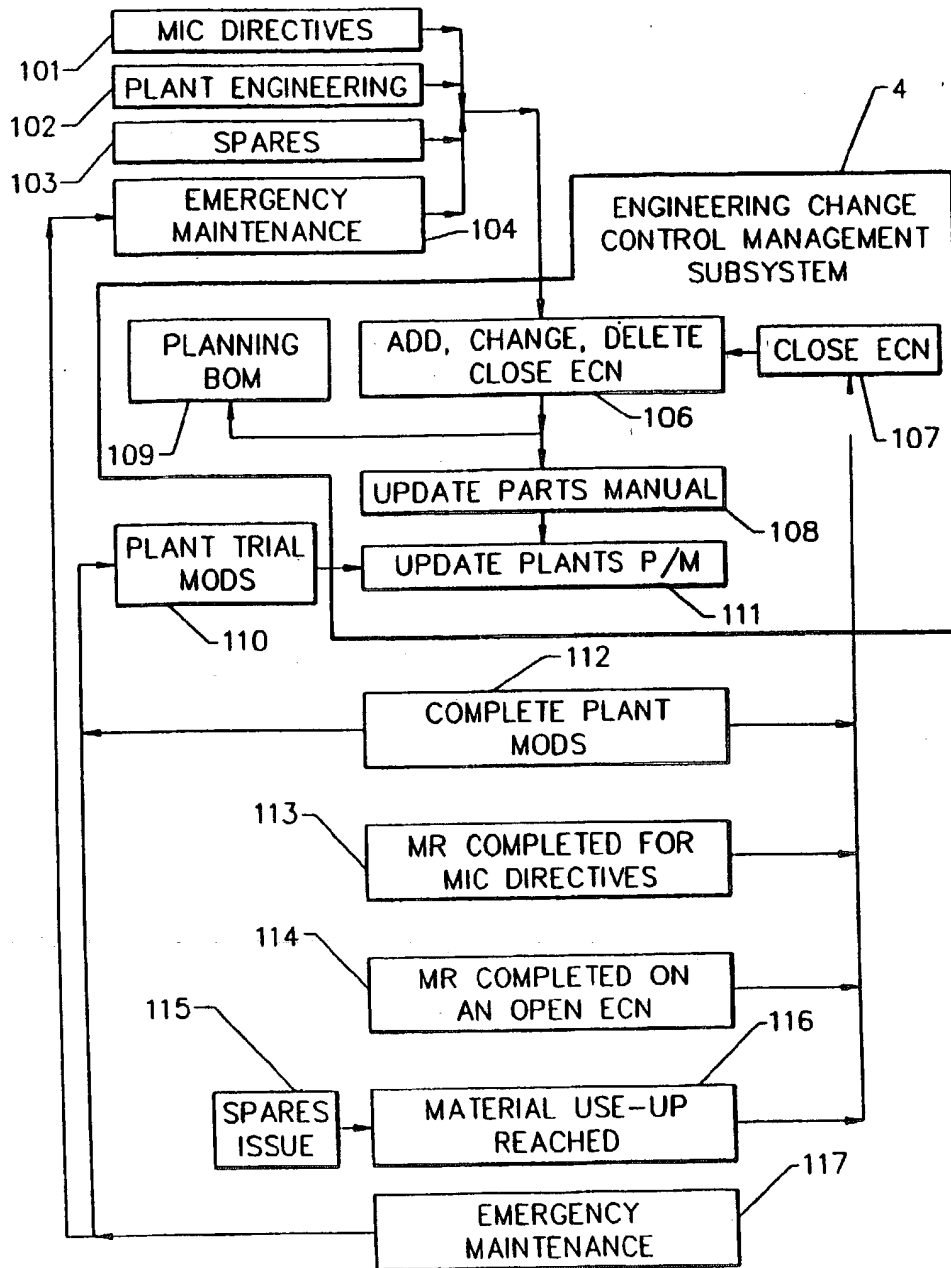 MIC DIRECTIVES
101
PLANT ENGINEERING
102
SPARES
103
EMERGENCY
MAINTENANCE
104
4
ENGINEERING CHANGE
CONTROL MANAGEMENT
SUBSYSTEM
PLANNING
BOM
109
ADD, CHANGE, DELETE
CLOSE ECN
106
CLOSE ECN
107
UPDATE PARTS MANUAL
108
PLANT TRIAL
MODS
110
UPDATE PLANTS P/M
111
112
COMPLETE PLANT
MODS
113
MR COMPLETED FOR
MIC DIRECTIVES
114
MR COMPLETED ON
AN OPEN ECN
115
SPARES
ISSUE
116
MATERIAL USE-UP
REACHED
117
EMERGENCY
MAINTENANCE